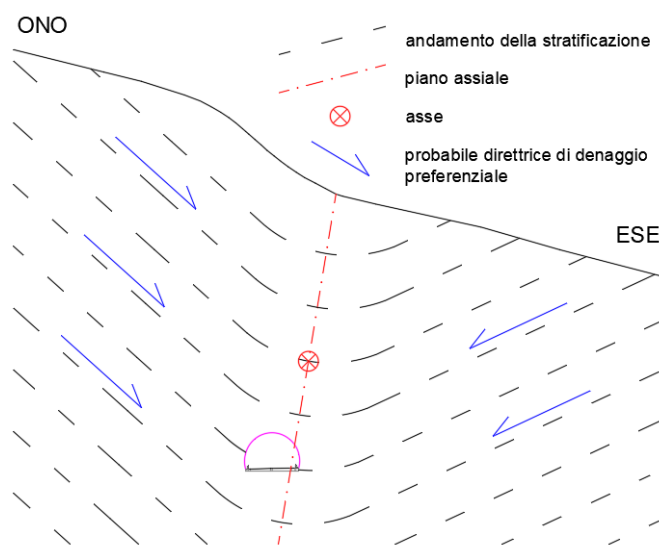 ONO
andamento della stratificazione
piano assiale
asse
probabile direttrice di denaggio
preferenziale
ESE